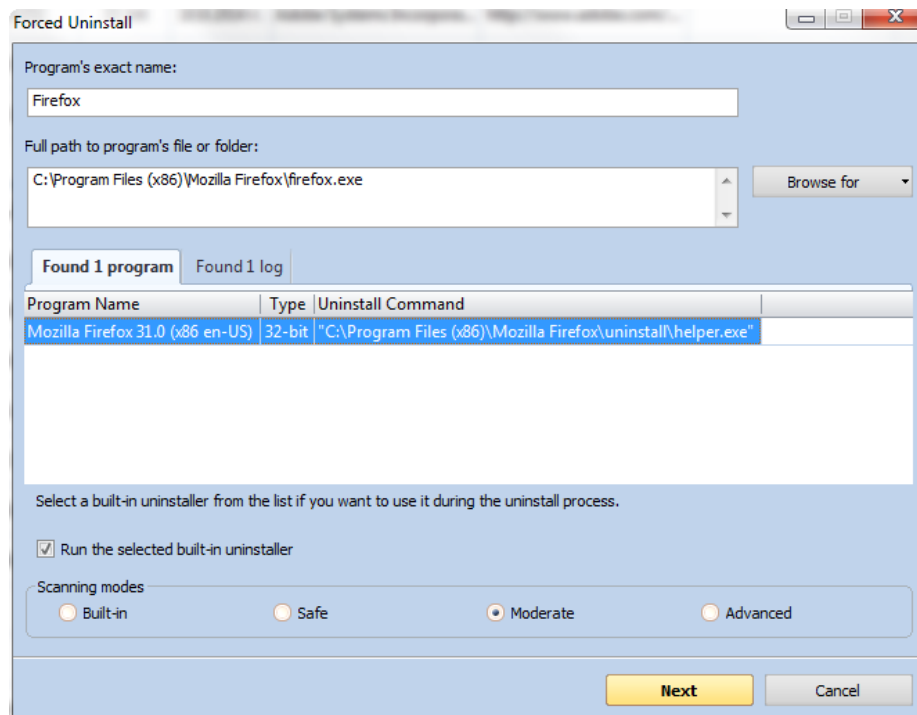 Forced Uninstall
Program's exact name:
Firefox
Full path to program's file or folder:
C:\Program Files (x86)\Mozilla Firefox\firefox.exe
Browse for
Found 1 program Found 1 log
Program Name Type Uninstall Command
Mozilla Firefox 31.0 (x86 en-US) 32-bit "C:\Program Files (x86)\Mozilla Firefox\uninstall\helper.exe"
Select a built-in uninstaller from the list if you want to use it during the uninstall process.
Run the selected built-in uninstaller
Scanning modes
Built-in Safe Moderate Advanced
Next Cancel